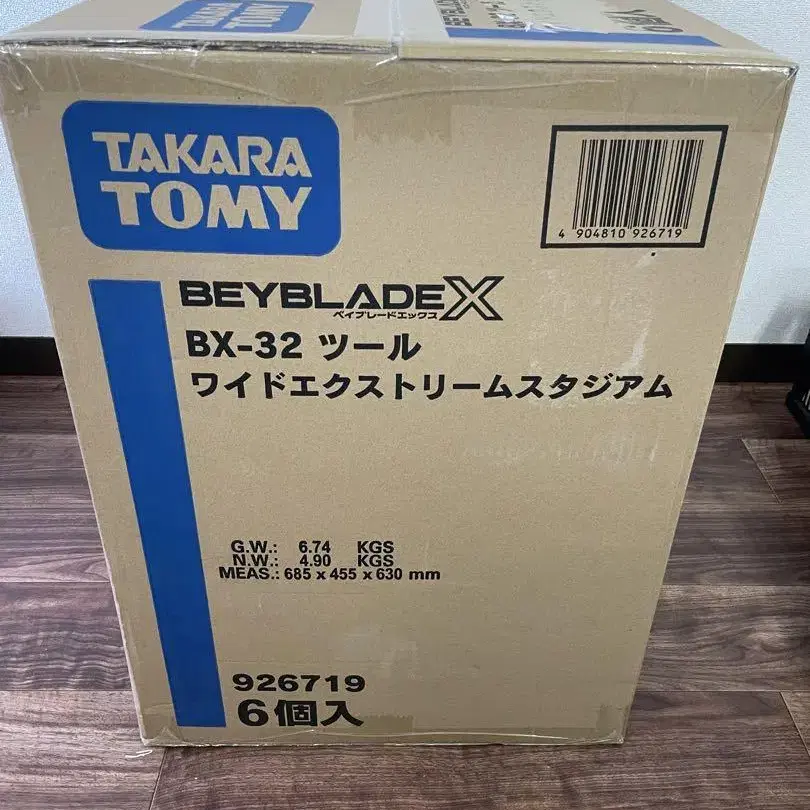 TAKARA
TOMY
4 904810 926719
BEYBLADE X
ベイブレードエックス
BX-32 ツール
ワイドエクストリームスタジアム
G.W.: 6.74 KGS
N.W.: 4.90 KGS
MEAS.: 685 x 455 x 630 mm
926719
6個入